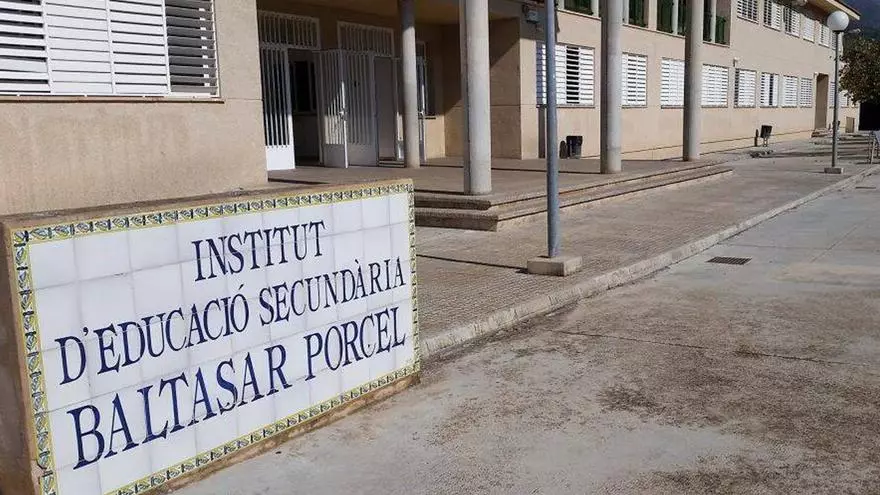 INSTITUT
D'EDUCACIÓ SECUNDÀRIA
BALTASAR PORCEL